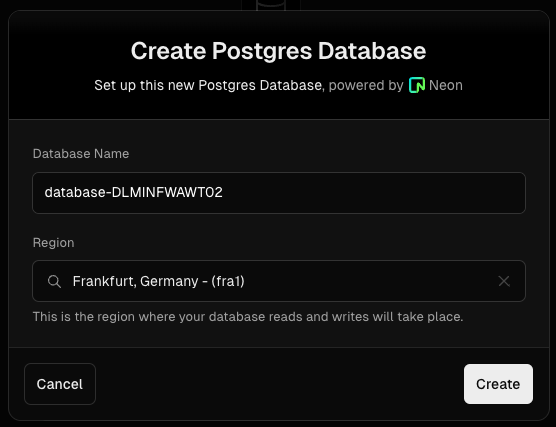 Create Postgres Database
Set up this new Postgres Database, powered by Neon
Database Name
database-DLMINFWAWT02
Region
Frankfurt, Germany - (fra1)
This is the region where your database reads and writes will take place.
Cancel
Create